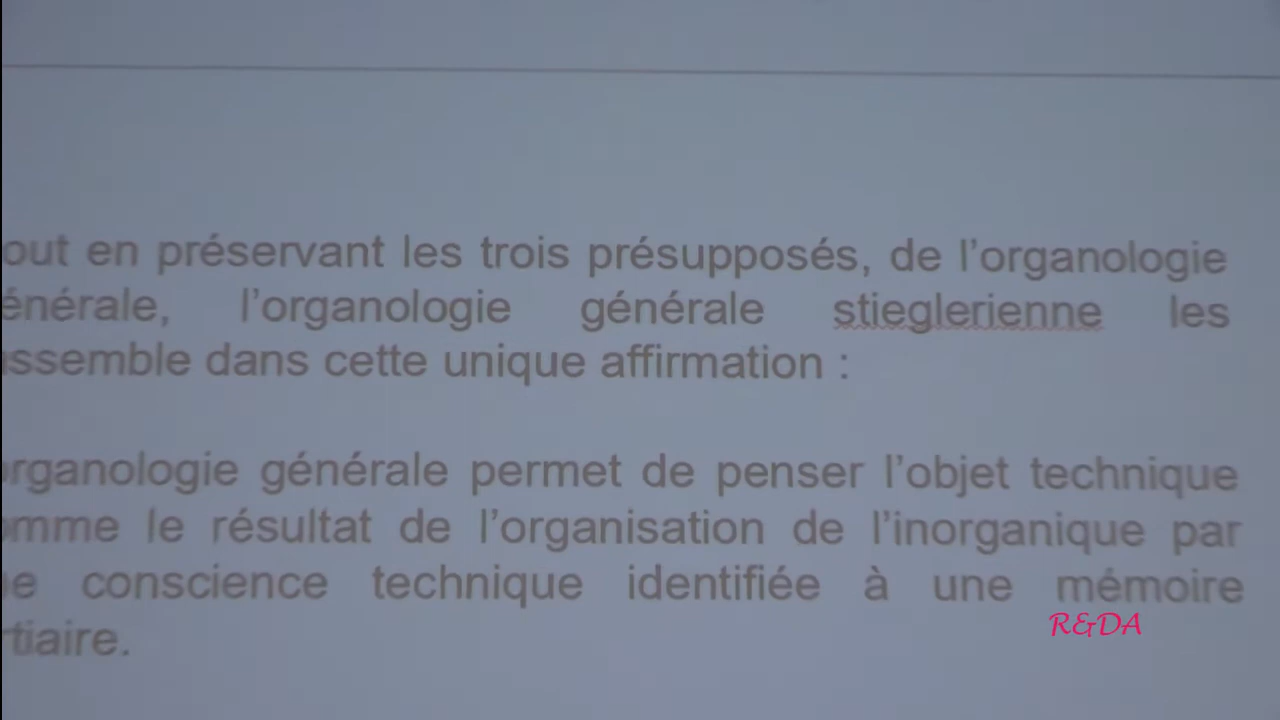 out en préservant les trois présupposés, de l'organologie
énérale, l'organologie générale stieglerienne les
ssemble dans cette unique affirmation :
rganologie générale permet de penser l'objet technique
omme le résultat de l'organisation de l'inorganique par
e conscience technique identifiée à une mémoire
rtiaire.
R&DA